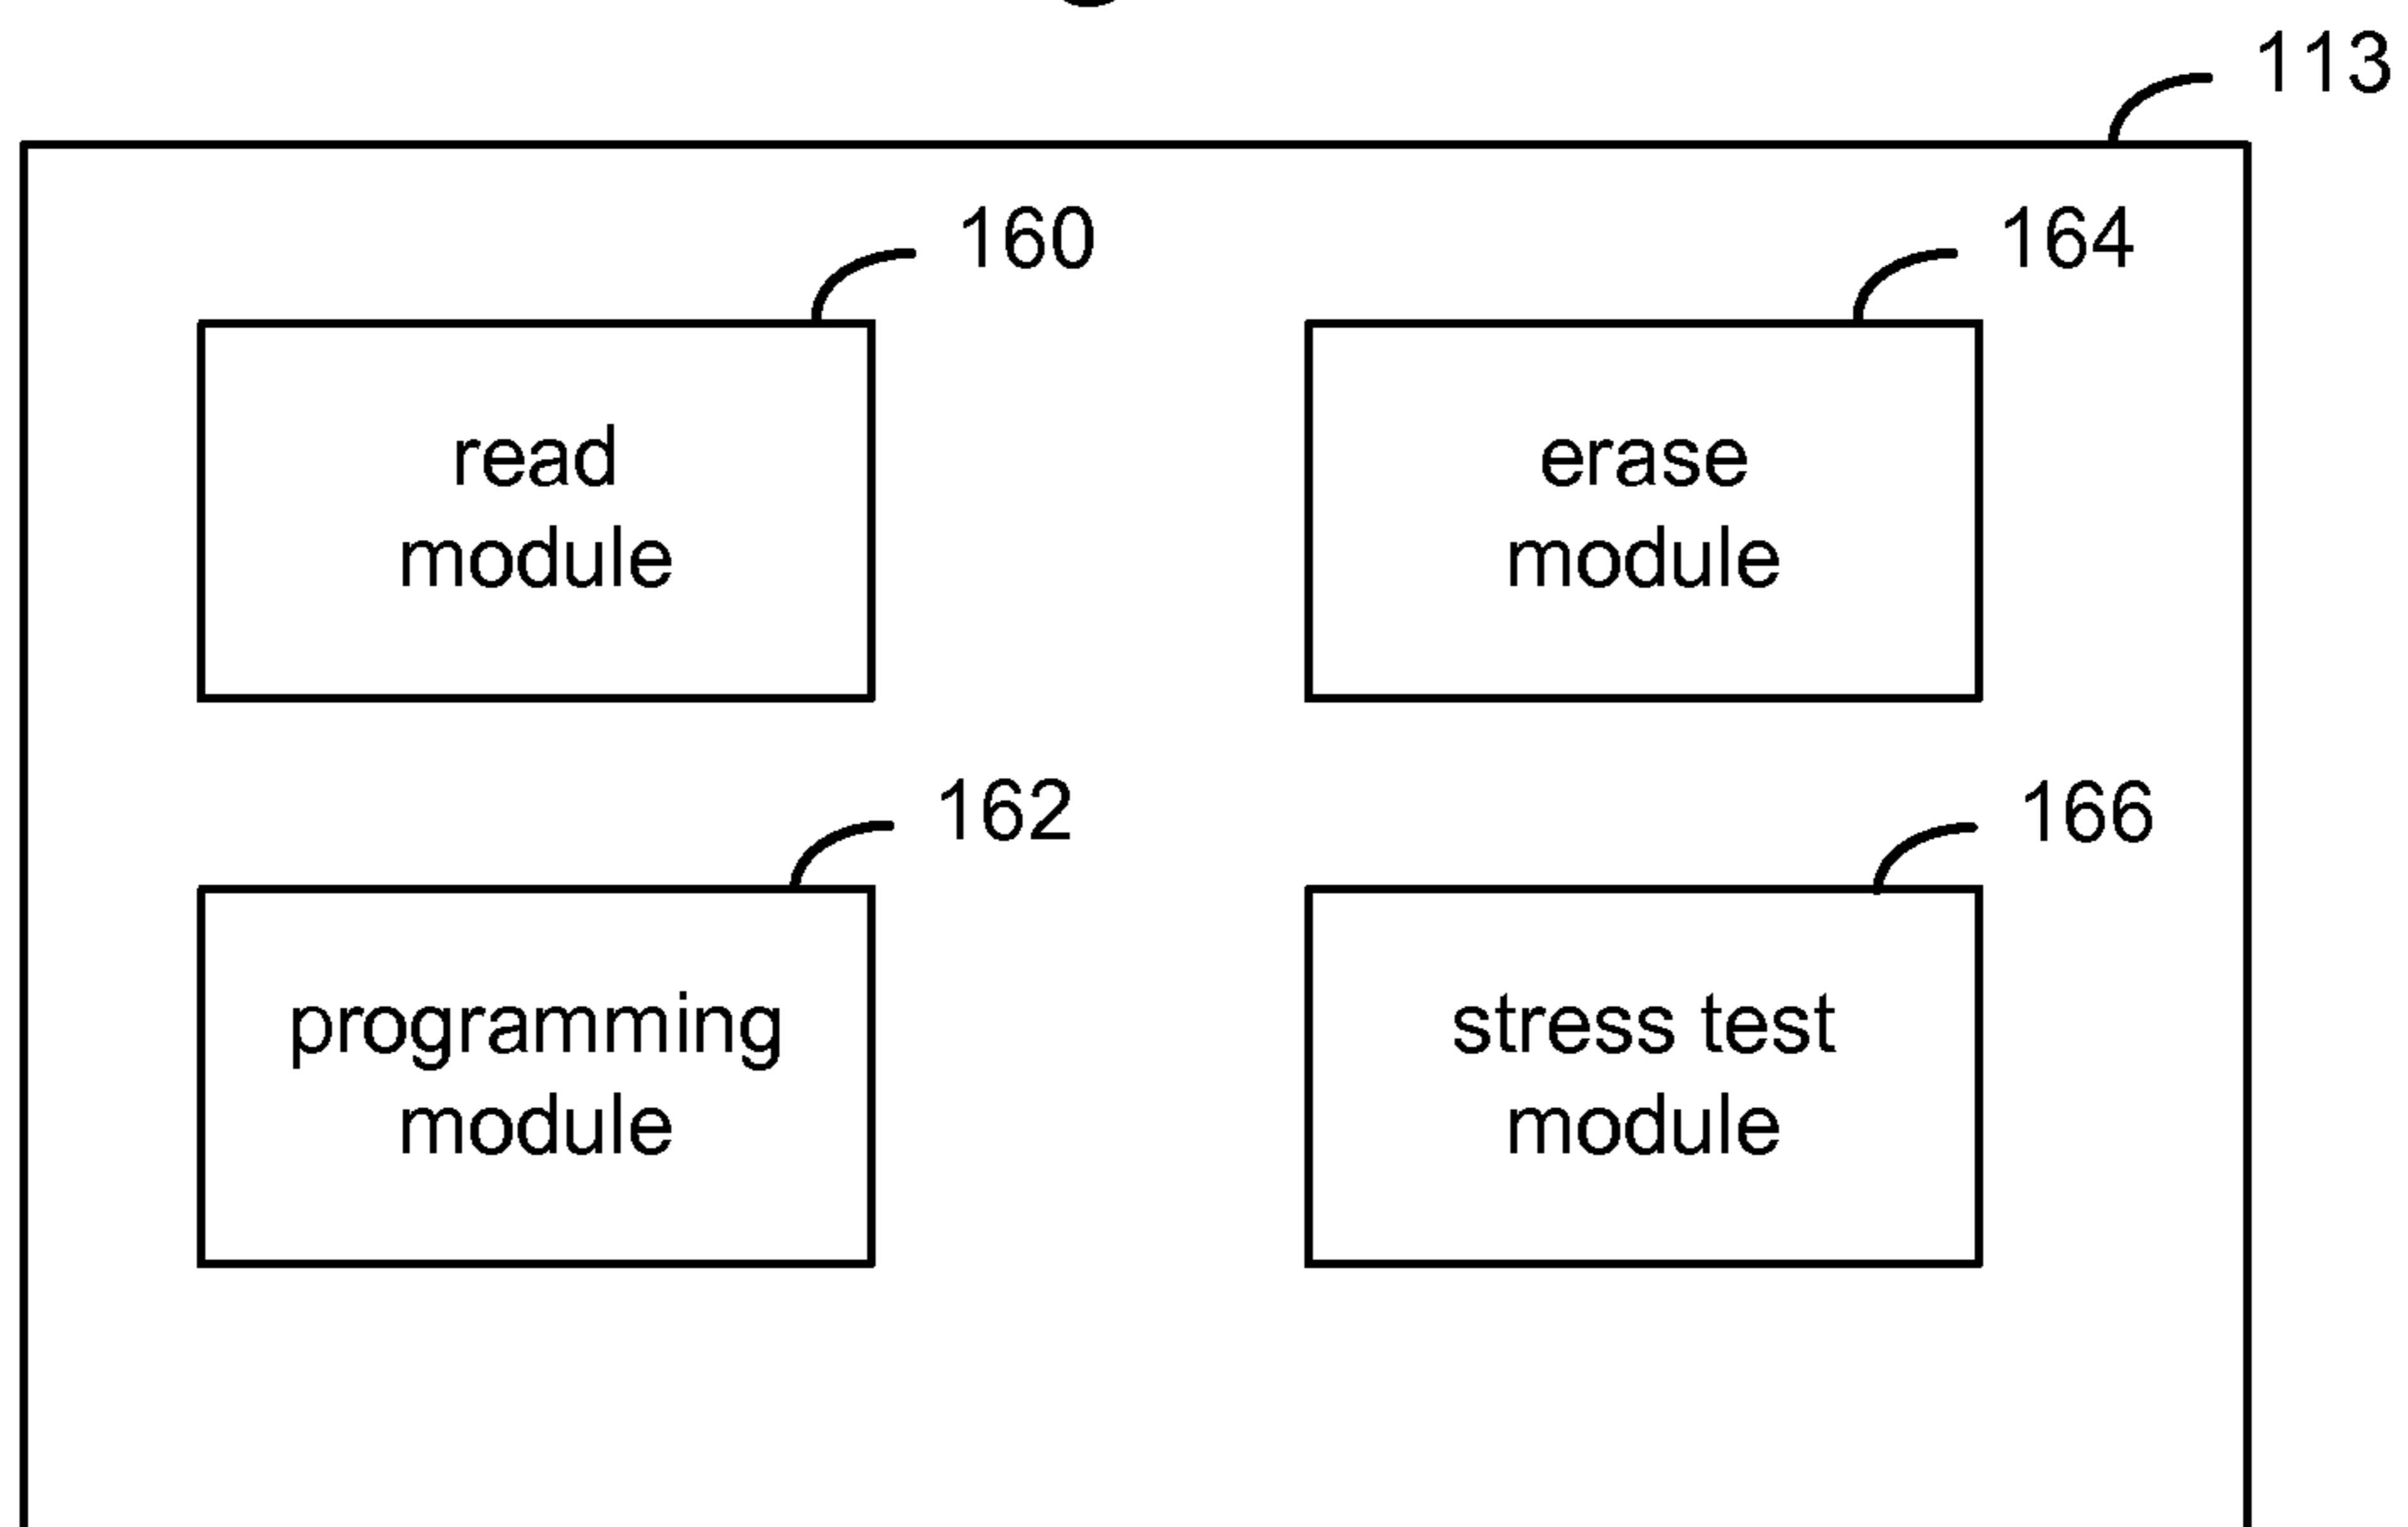 113
160
164
read
module
erase
module
162
166
programming
module
stress test
module